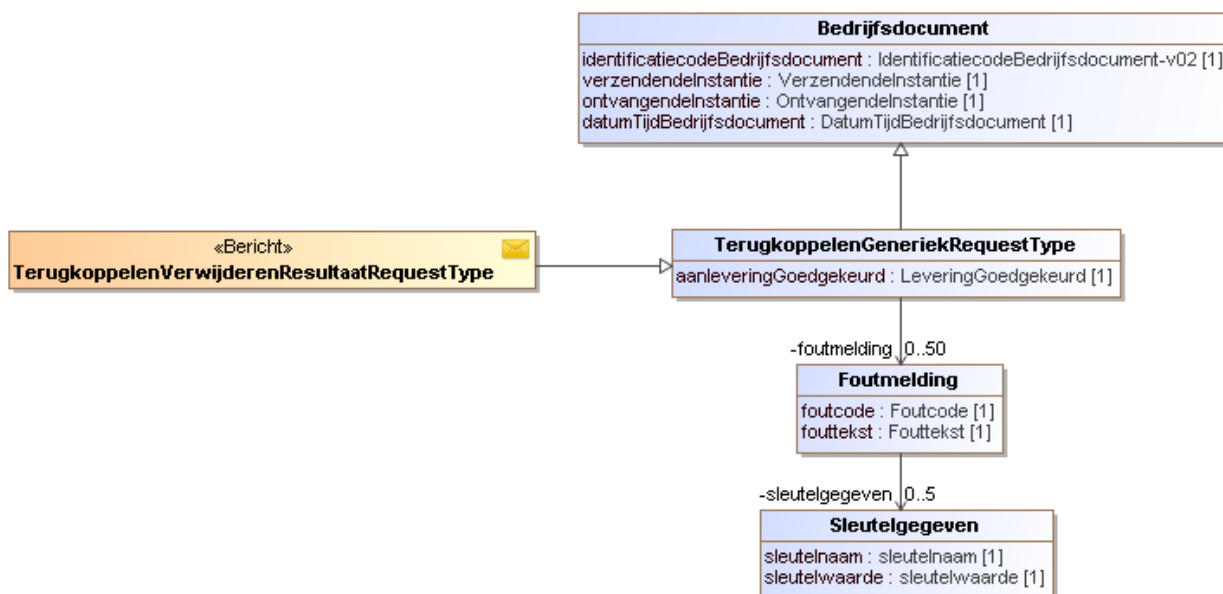 Bedrijfsdocument
identificatiecodeBedrijfsdocument : IdentificatiecodeBedrijfsdocument-v02 [1]
verzendendeInstantie : VerzendendeInstantie [1]
ontvangendeInstantie : OntvangendeInstantie [1]
datumTijdBedrijfsdocument : DatumTijdBedrijfsdocument [1]
«Bericht»
TerugkoppelenVerwijderenResultaatRequestType
TerugkoppelenGeneriekRequestType
aanleveringGoedgekeurd : LeveringGoedgekeurd [1]
-foutmelding 0..50
Foutmelding
foutcode : Foutcode [1]
fouttekst : Fouttekst [1]
-sleutelgegeven 0..5
Sleutelgegeven
sleutelnaam : sleutelnaam [1]
sleutelwaarde : sleutelwaarde [1]